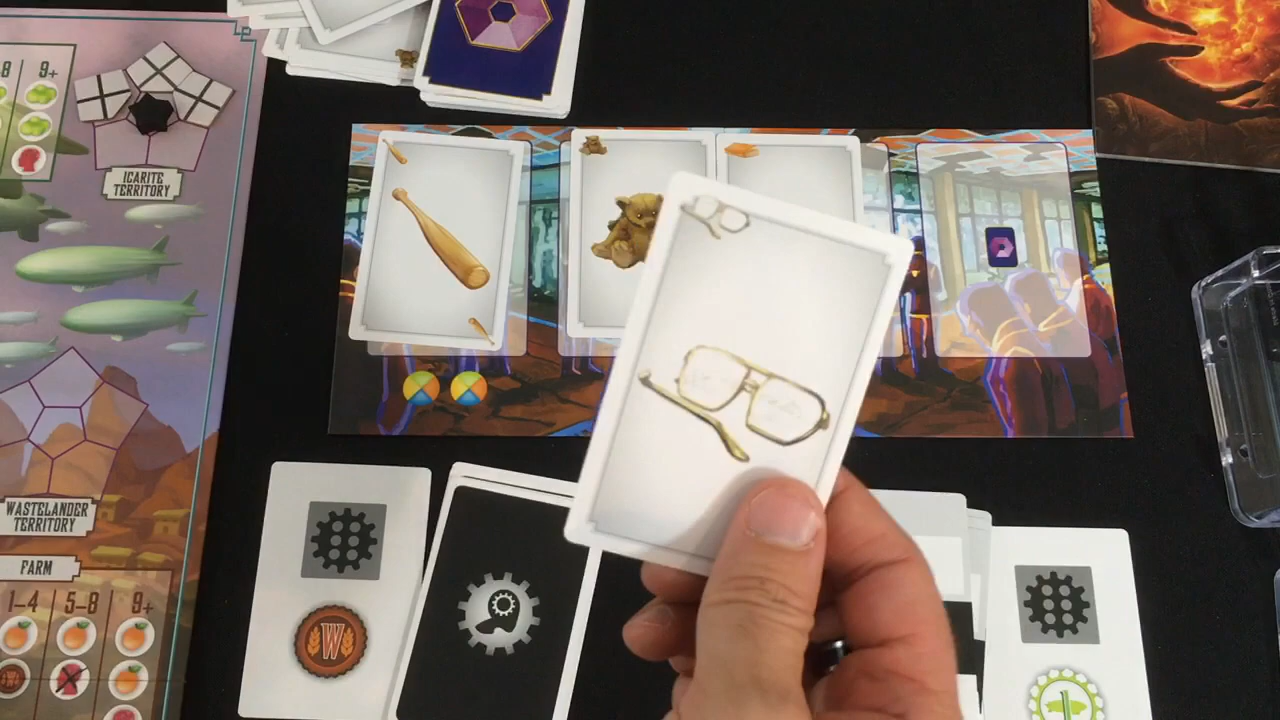 8 9+
ICARITE
TERRITORY
WASTELANDER
TERRITORY
FARM
1-4 5-8 9+
W